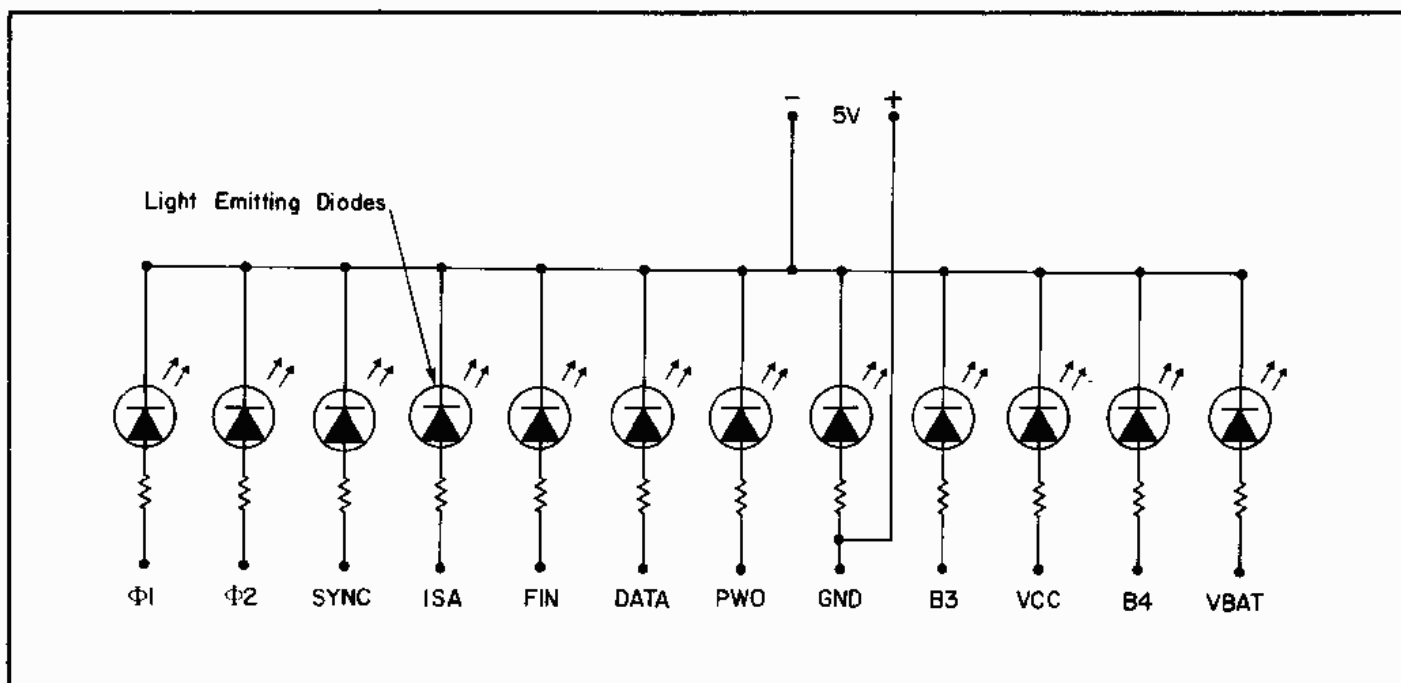 - 5V +
Light Emitting Diodes
Φ1 Φ2 SYNC ISA FIN DATA PWO GND B3 VCC B4 VBAT